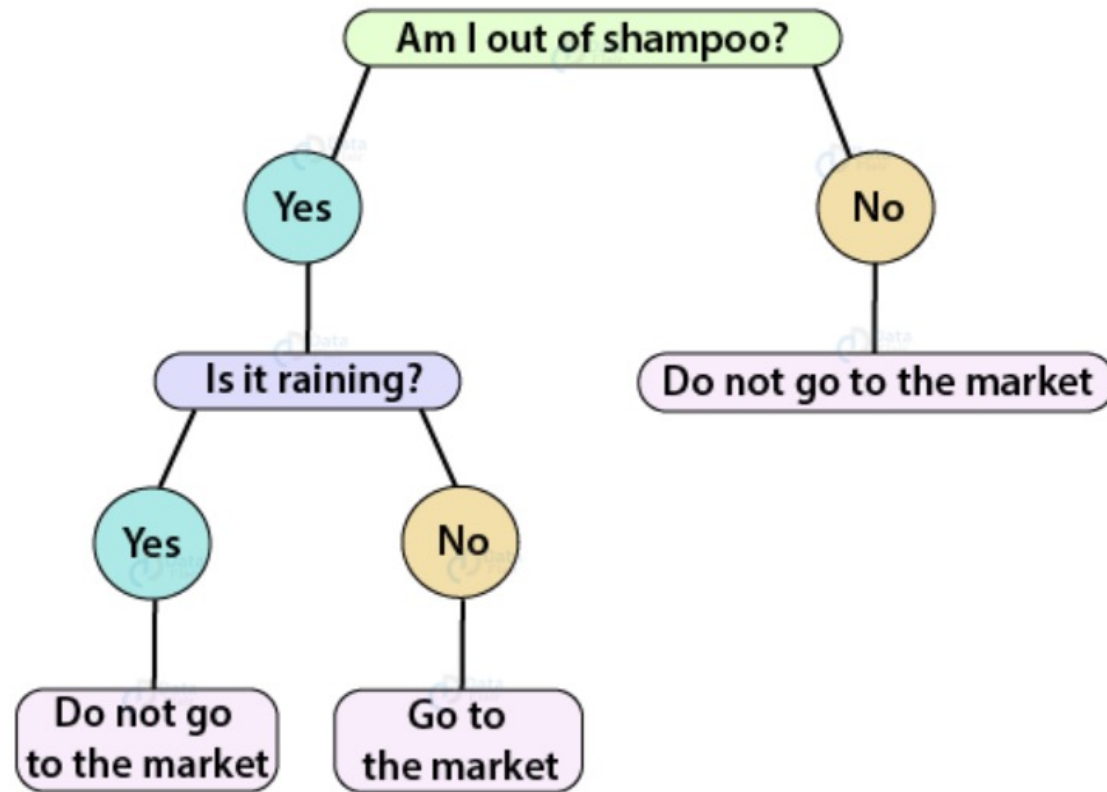 Am I out of shampoo?
Yes
No
Is it raining?
Do not go to the market
Yes
No
Do not go
to the market
Go to
the market